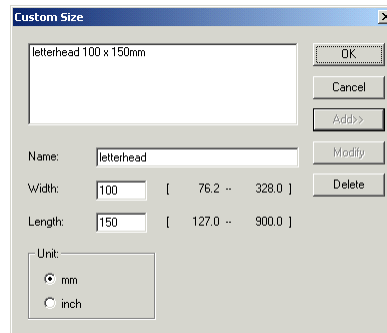 Custom Size
letterhead 100 x 150mm
OK
Cancel
Add>>
Name: letterhead
Modify
Width: 100 [ 76.2 -- 328.0 ]
Delete
Length: 150 [ 127.0 -- 900.0 ]
Unit:
mm
inch